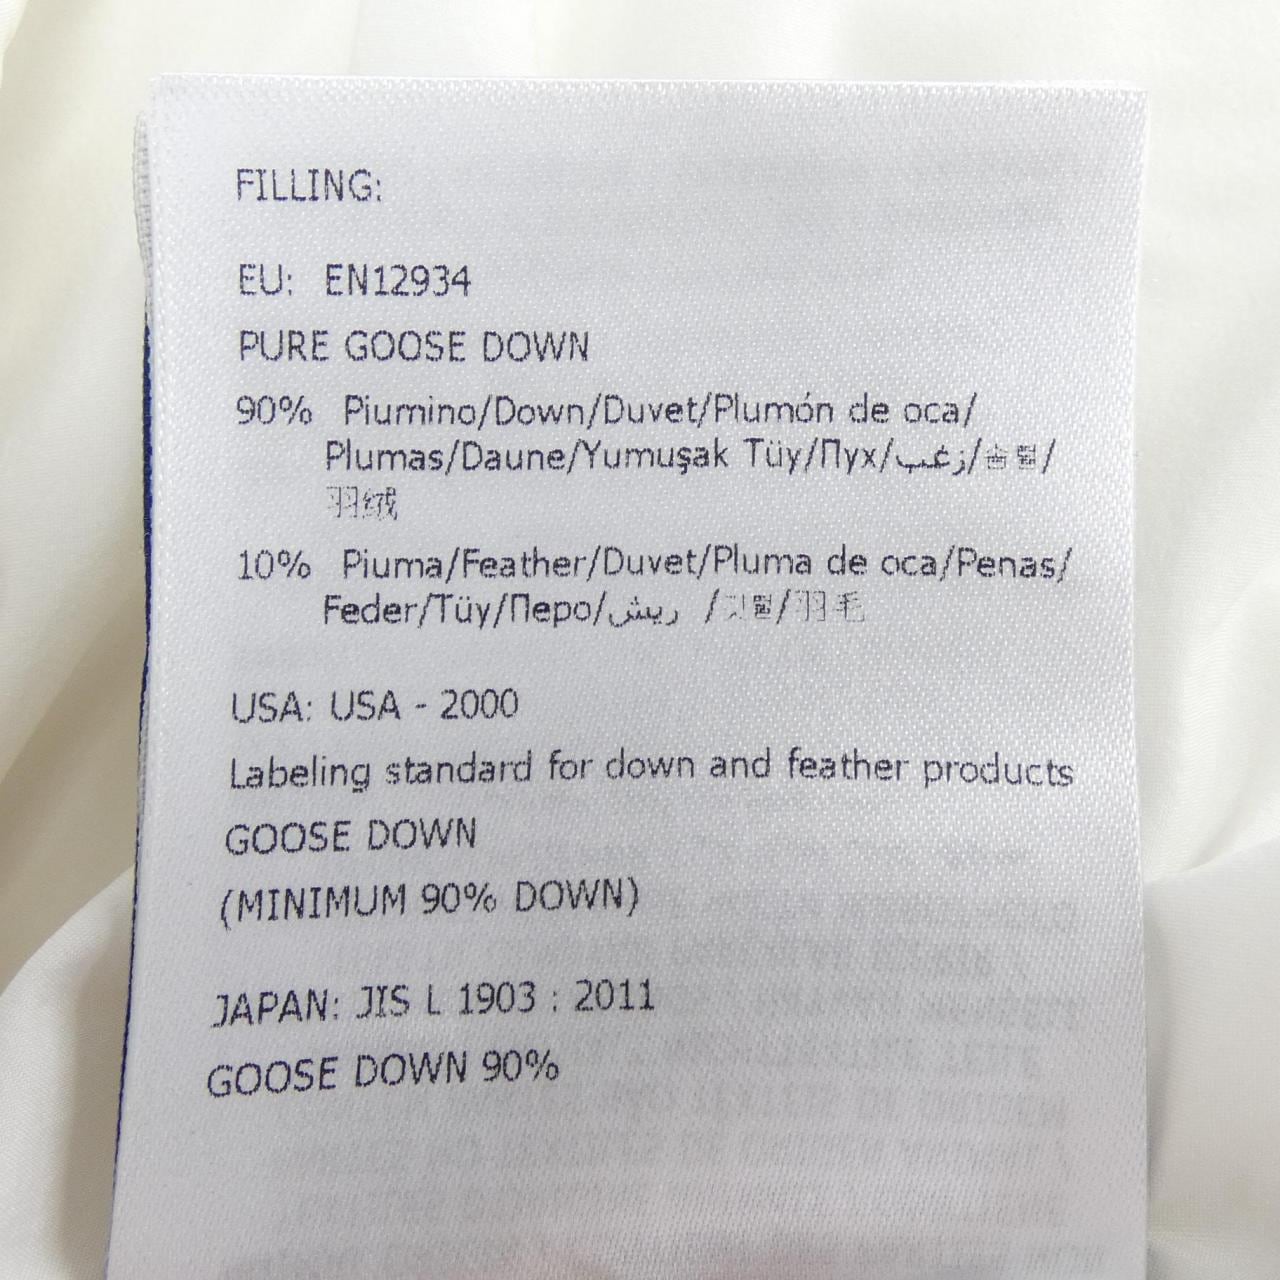 FILLING:
EU: EN12934
PURE GOOSE DOWN
90% Piumino/Down/Duvet/Plumón de oca/
Plumas/Daune/Yumuşak Tüy/Пух/زغب/솜털/
羽绒
10% Piuma/Feather/Duvet/Pluma de oca/Penas/
Feder/Tüy/Перо/ريش /깃털/羽毛
USA: USA - 2000
Labeling standard for down and feather products
GOOSE DOWN
(MINIMUM 90% DOWN)
JAPAN: JIS L 1903 : 2011
GOOSE DOWN 90%